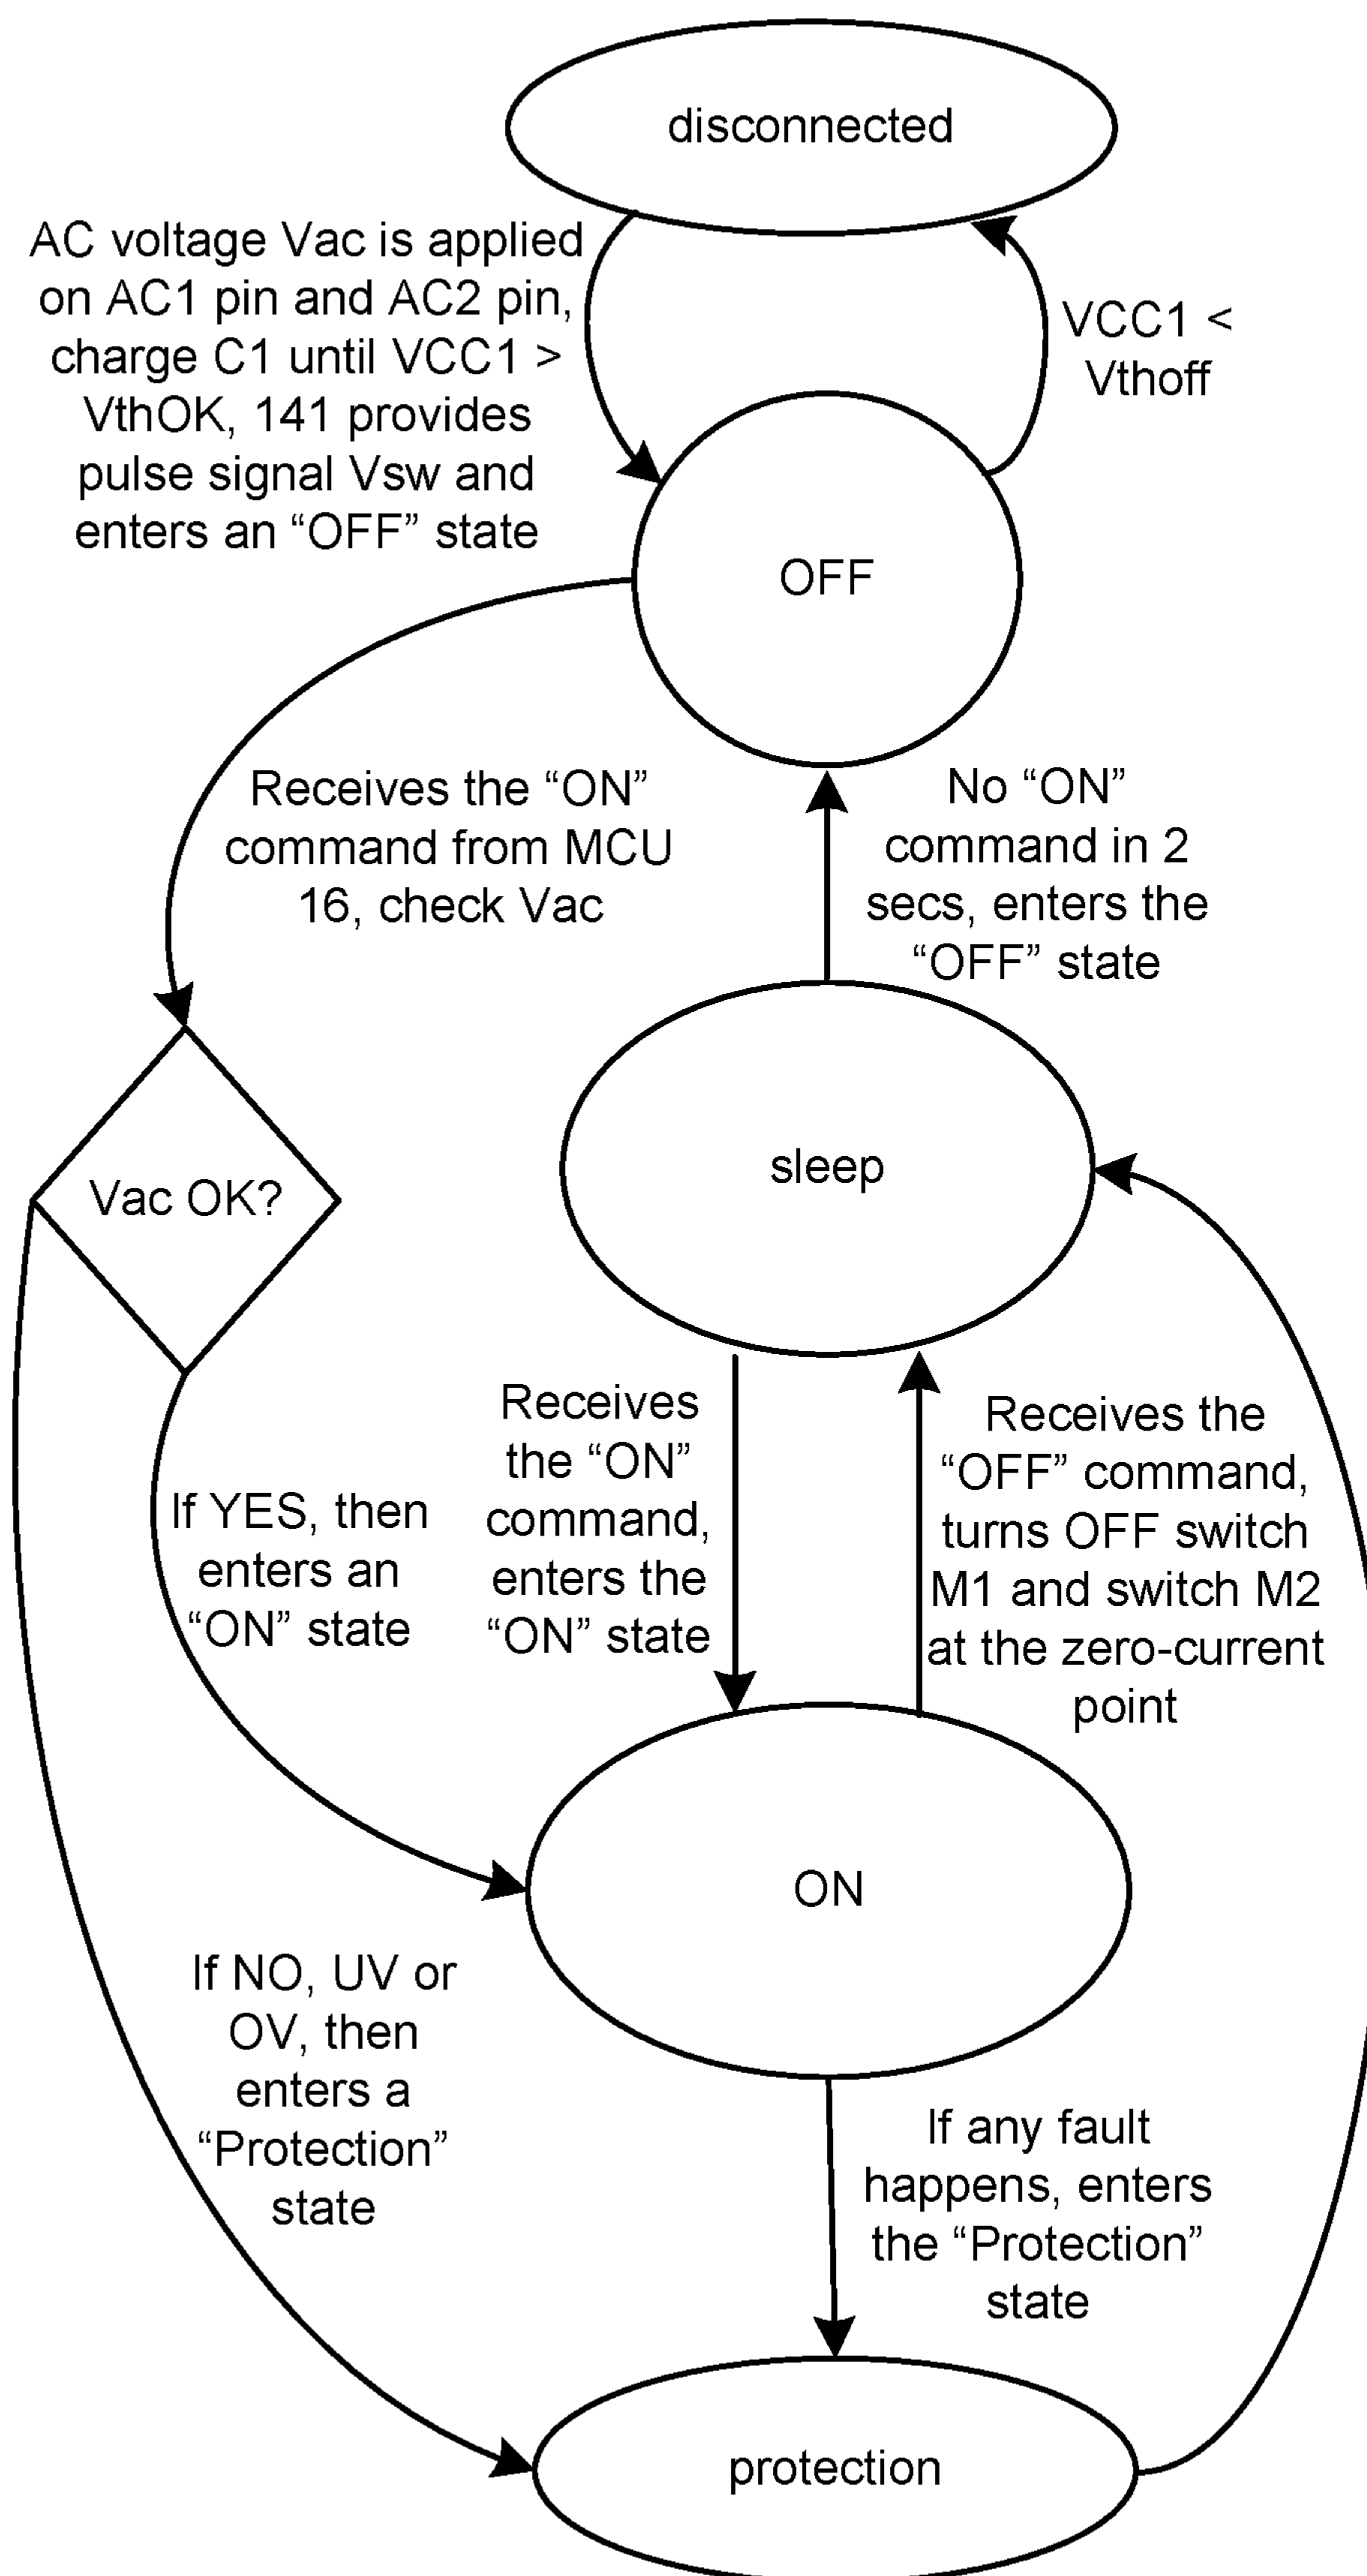 disconnected
AC voltage Vac is applied
on AC1 pin and AC2 pin,
charge C1 until VCC1 >
VthOK, 141 provides
pulse signal Vsw and
enters an “OFF” state
VCC1 <
Vthoff
OFF
Receives the “ON”
command from MCU
16, check Vac
No “ON”
command in 2
secs, enters the
“OFF” state
Vac OK?
sleep
Receives
the “ON”
command,
enters the
“ON” state
Receives the
“OFF” command,
turns OFF switch
M1 and switch M2
at the zero-current
point
If YES, then
enters an
“ON” state
ON
If NO, UV or
OV, then
enters a
“Protection”
state
If any fault
happens, enters
the “Protection”
state
protection